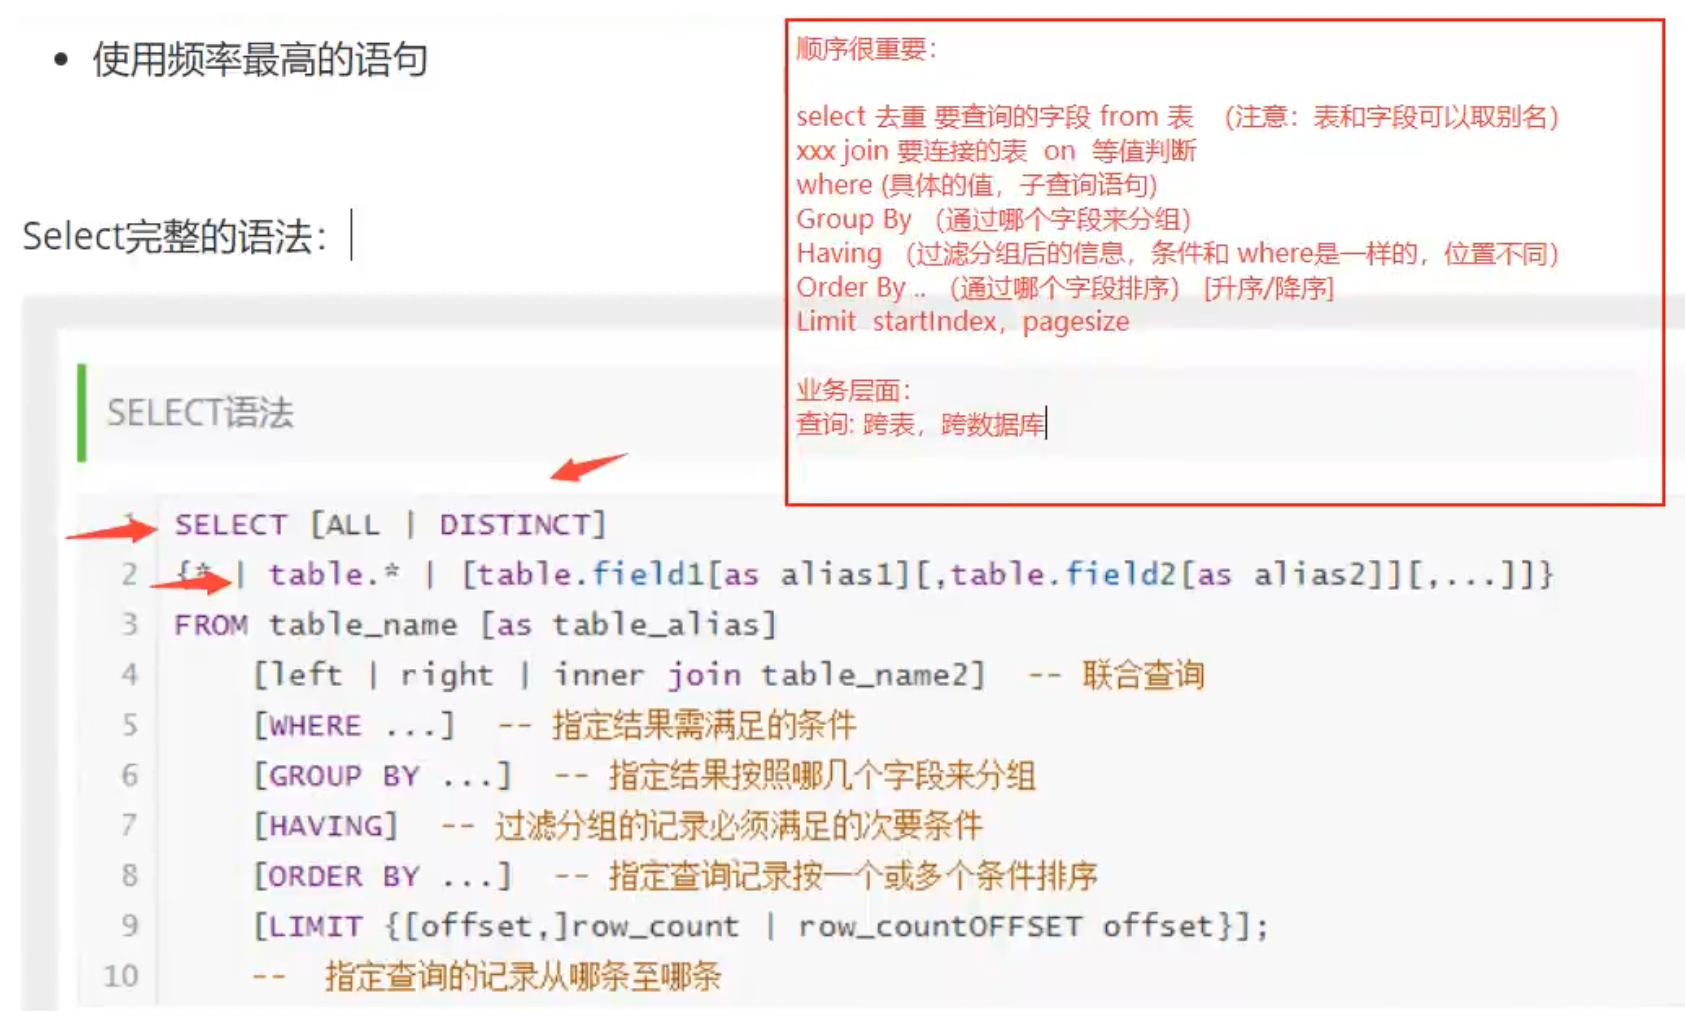 使用频率最高的语句
Select完整的语法：
顺序很重要：
select 去重 要查询的字段 from 表 （注意：表和字段可以取别名）
xxx join 要连接的表 on 等值判断
where (具体的值，子查询语句)
Group By （通过哪个字段来分组）
Having （过滤分组后的信息，条件和 where是一样的，位置不同）
Order By .. （通过哪个字段排序） [升序/降序]
Limit startIndex，pagesize
业务层面：
查询: 跨表，跨数据库
SELECT语法
1 SELECT [ALL | DISTINCT]
2 {* | table.* | [table.field1[as alias1][,table.field2[as alias2]][,...]]}
3 FROM table_name [as table_alias]
4 [left | right | inner join table_name2] -- 联合查询
5 [WHERE ...] -- 指定结果需满足的条件
6 [GROUP BY ...] -- 指定结果按照哪几个字段来分组
7 [HAVING] -- 过滤分组的记录必须满足的次要条件
8 [ORDER BY ...] -- 指定查询记录按一个或多个条件排序
9 [LIMIT {[offset,]row_count | row_countOFFSET offset}];
10 -- 指定查询的记录从哪条至哪条